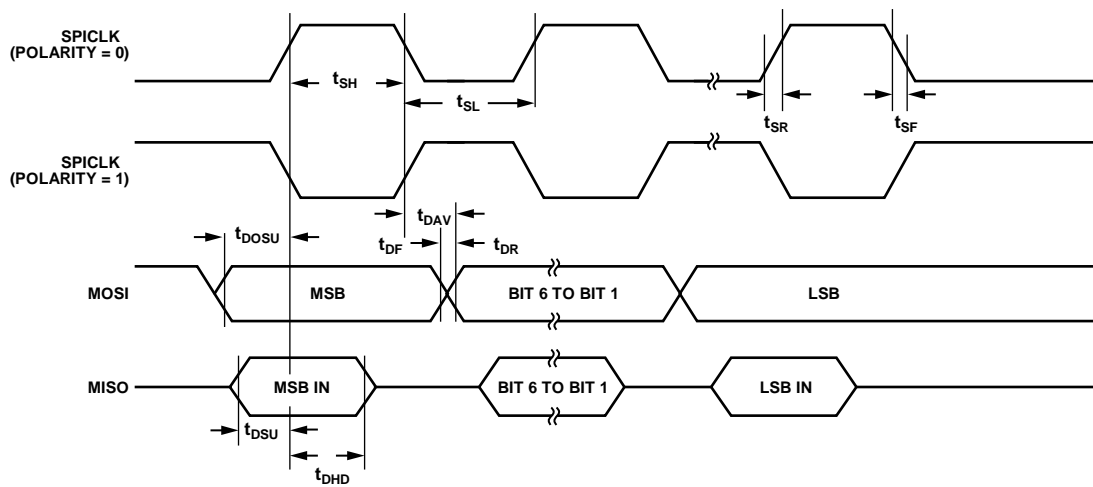 SPICLK
(POLARITY = 0)
tSH
tSL
tSR
tSF
SPICLK
(POLARITY = 1)
tDAV
tDOSU
tDF
tDR
MOSI
MSB
BIT 6 TO BIT 1
LSB
MISO
MSB IN
BIT 6 TO BIT 1
LSB IN
tDSU
tDHD